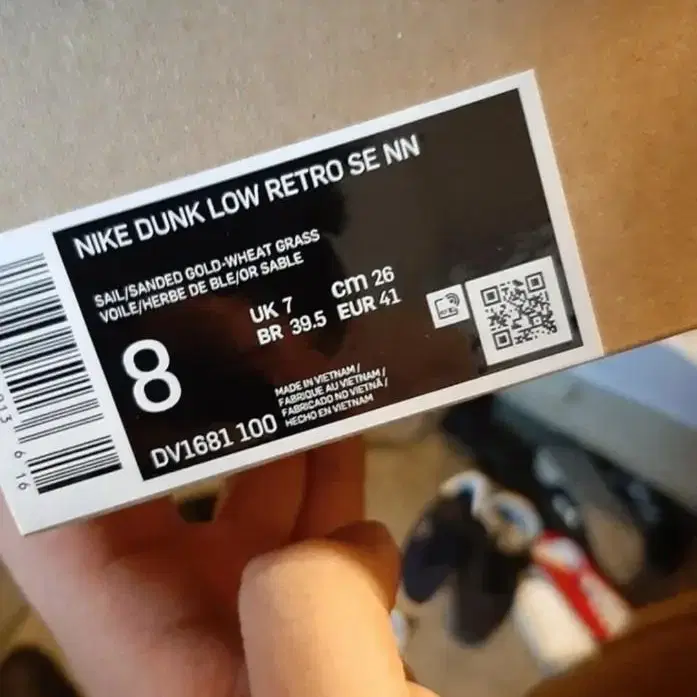 NIKE DUNK LOW RETRO SE NN
SAIL/SANDED GOLD-WHEAT GRASS
VOILE/HERBE DE BLE/OR SABLE
8
UK 7 cm 26
BR 39.5 EUR 41
DV1681 100
MADE IN VIETNAM /
FABRIQUE AU VIETNAM /
FABRICADO NO VIETNÃ /
HECHO EN VIETNAM
6 16